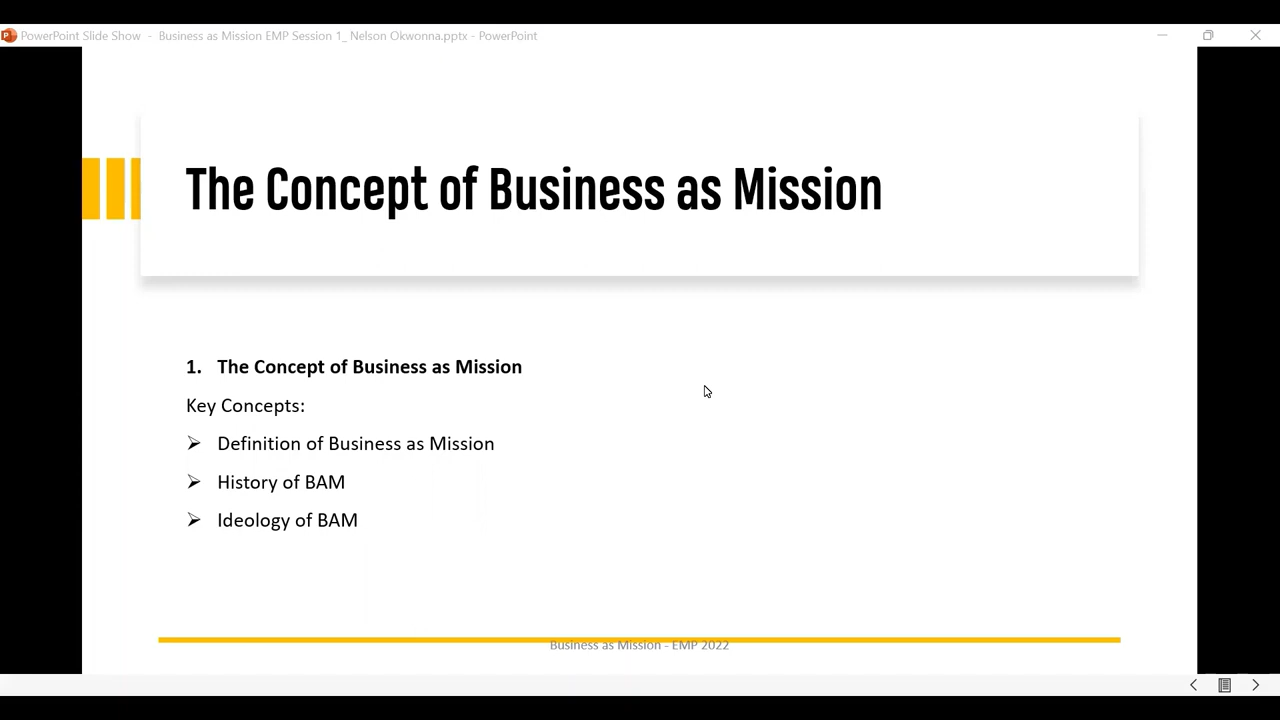 PowerPoint Slide Show - Business as Mission EMP Session 1_ Nelson Okwonna.pptx - PowerPoint
The Concept of Business as Mission
1. The Concept of Business as Mission
Key Concepts:
➢ Definition of Business as Mission
➢ History of BAM
➢ Ideology of BAM
Business as Mission - EMP 2022